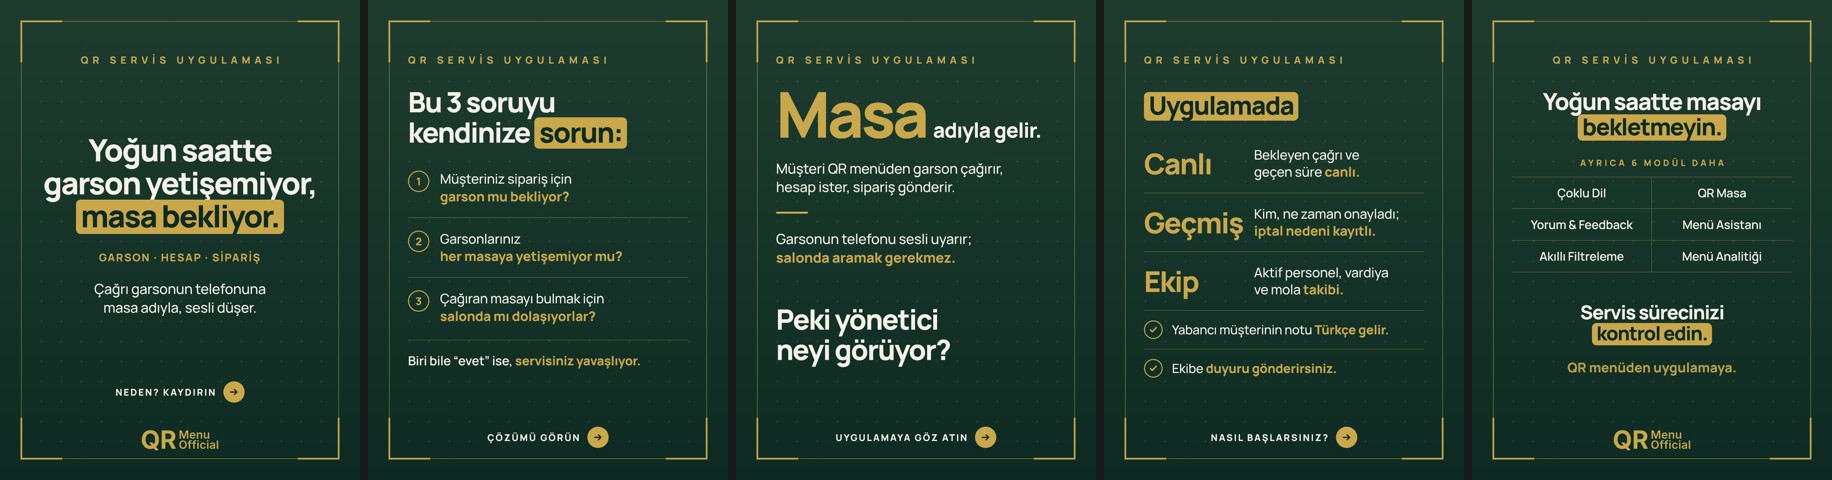 QR SERVİS UYGULAMASI
Yoğun saatte
garson yetişemiyor,
masa bekliyor.
GARSON · HESAP · SİPARİŞ
Çağrı garsonun telefonuna
masa adıyla, sesli düşer.
NEDEN? KAYDIRIN
QR Menu Official
QR SERVİS UYGULAMASI
Bu 3 soruyu
kendinize sorun:
1 Müşteriniz sipariş için
garson mu bekliyor?
2 Garsonlarınız
her masaya yetişemiyor mu?
3 Çağıran masayı bulmak için
salonda mı dolaşıyorlar?
Biri bile “evet” ise, servisiniz yavaşlıyor.
ÇÖZÜMÜ GÖRÜN
QR SERVİS UYGULAMASI
Masa adıyla gelir.
Müşteri QR menüden garson çağırır,
hesap ister, sipariş gönderir.
Garsonun telefonu sesli uyarır;
salonda aramak gerekmez.
Peki yönetici
neyi görüyor?
UYGULAMAYA GÖZ ATIN
QR SERVİS UYGULAMASI
Uygulamada
Canlı Bekleyen çağrı ve
geçen süre canlı.
Geçmiş Kim, ne zaman onayladı;
iptal nedeni kayıtlı.
Ekip Aktif personel, vardiya
ve mola takibi.
Yabancı müşterinin notu Türkçe gelir.
Ekibe duyuru gönderirsiniz.
NASIL BAŞLARSINIZ?
QR SERVİS UYGULAMASI
Yoğun saatte masayı
bekletmeyin.
AYRICA 6 MODÜL DAHA
Çoklu Dil QR Masa
Yorum & Feedback Menü Asistanı
Akıllı Filtreleme Menü Analitiği
Servis sürecinizi
kontrol edin.
QR menüden uygulamaya.
QR Menu Official